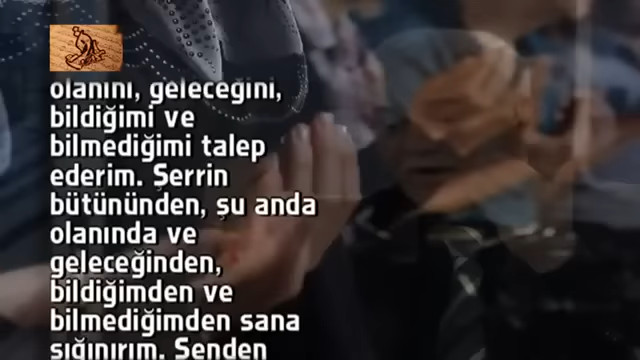 olanını, geleceğini,
bildiğimi ve
bilmediğimi talep
ederim. Şerrin
bütününden, şu anda
olanında ve
geleceğinden,
bildiğimden ve
bilmediğimden sana
sığınırım. Senden